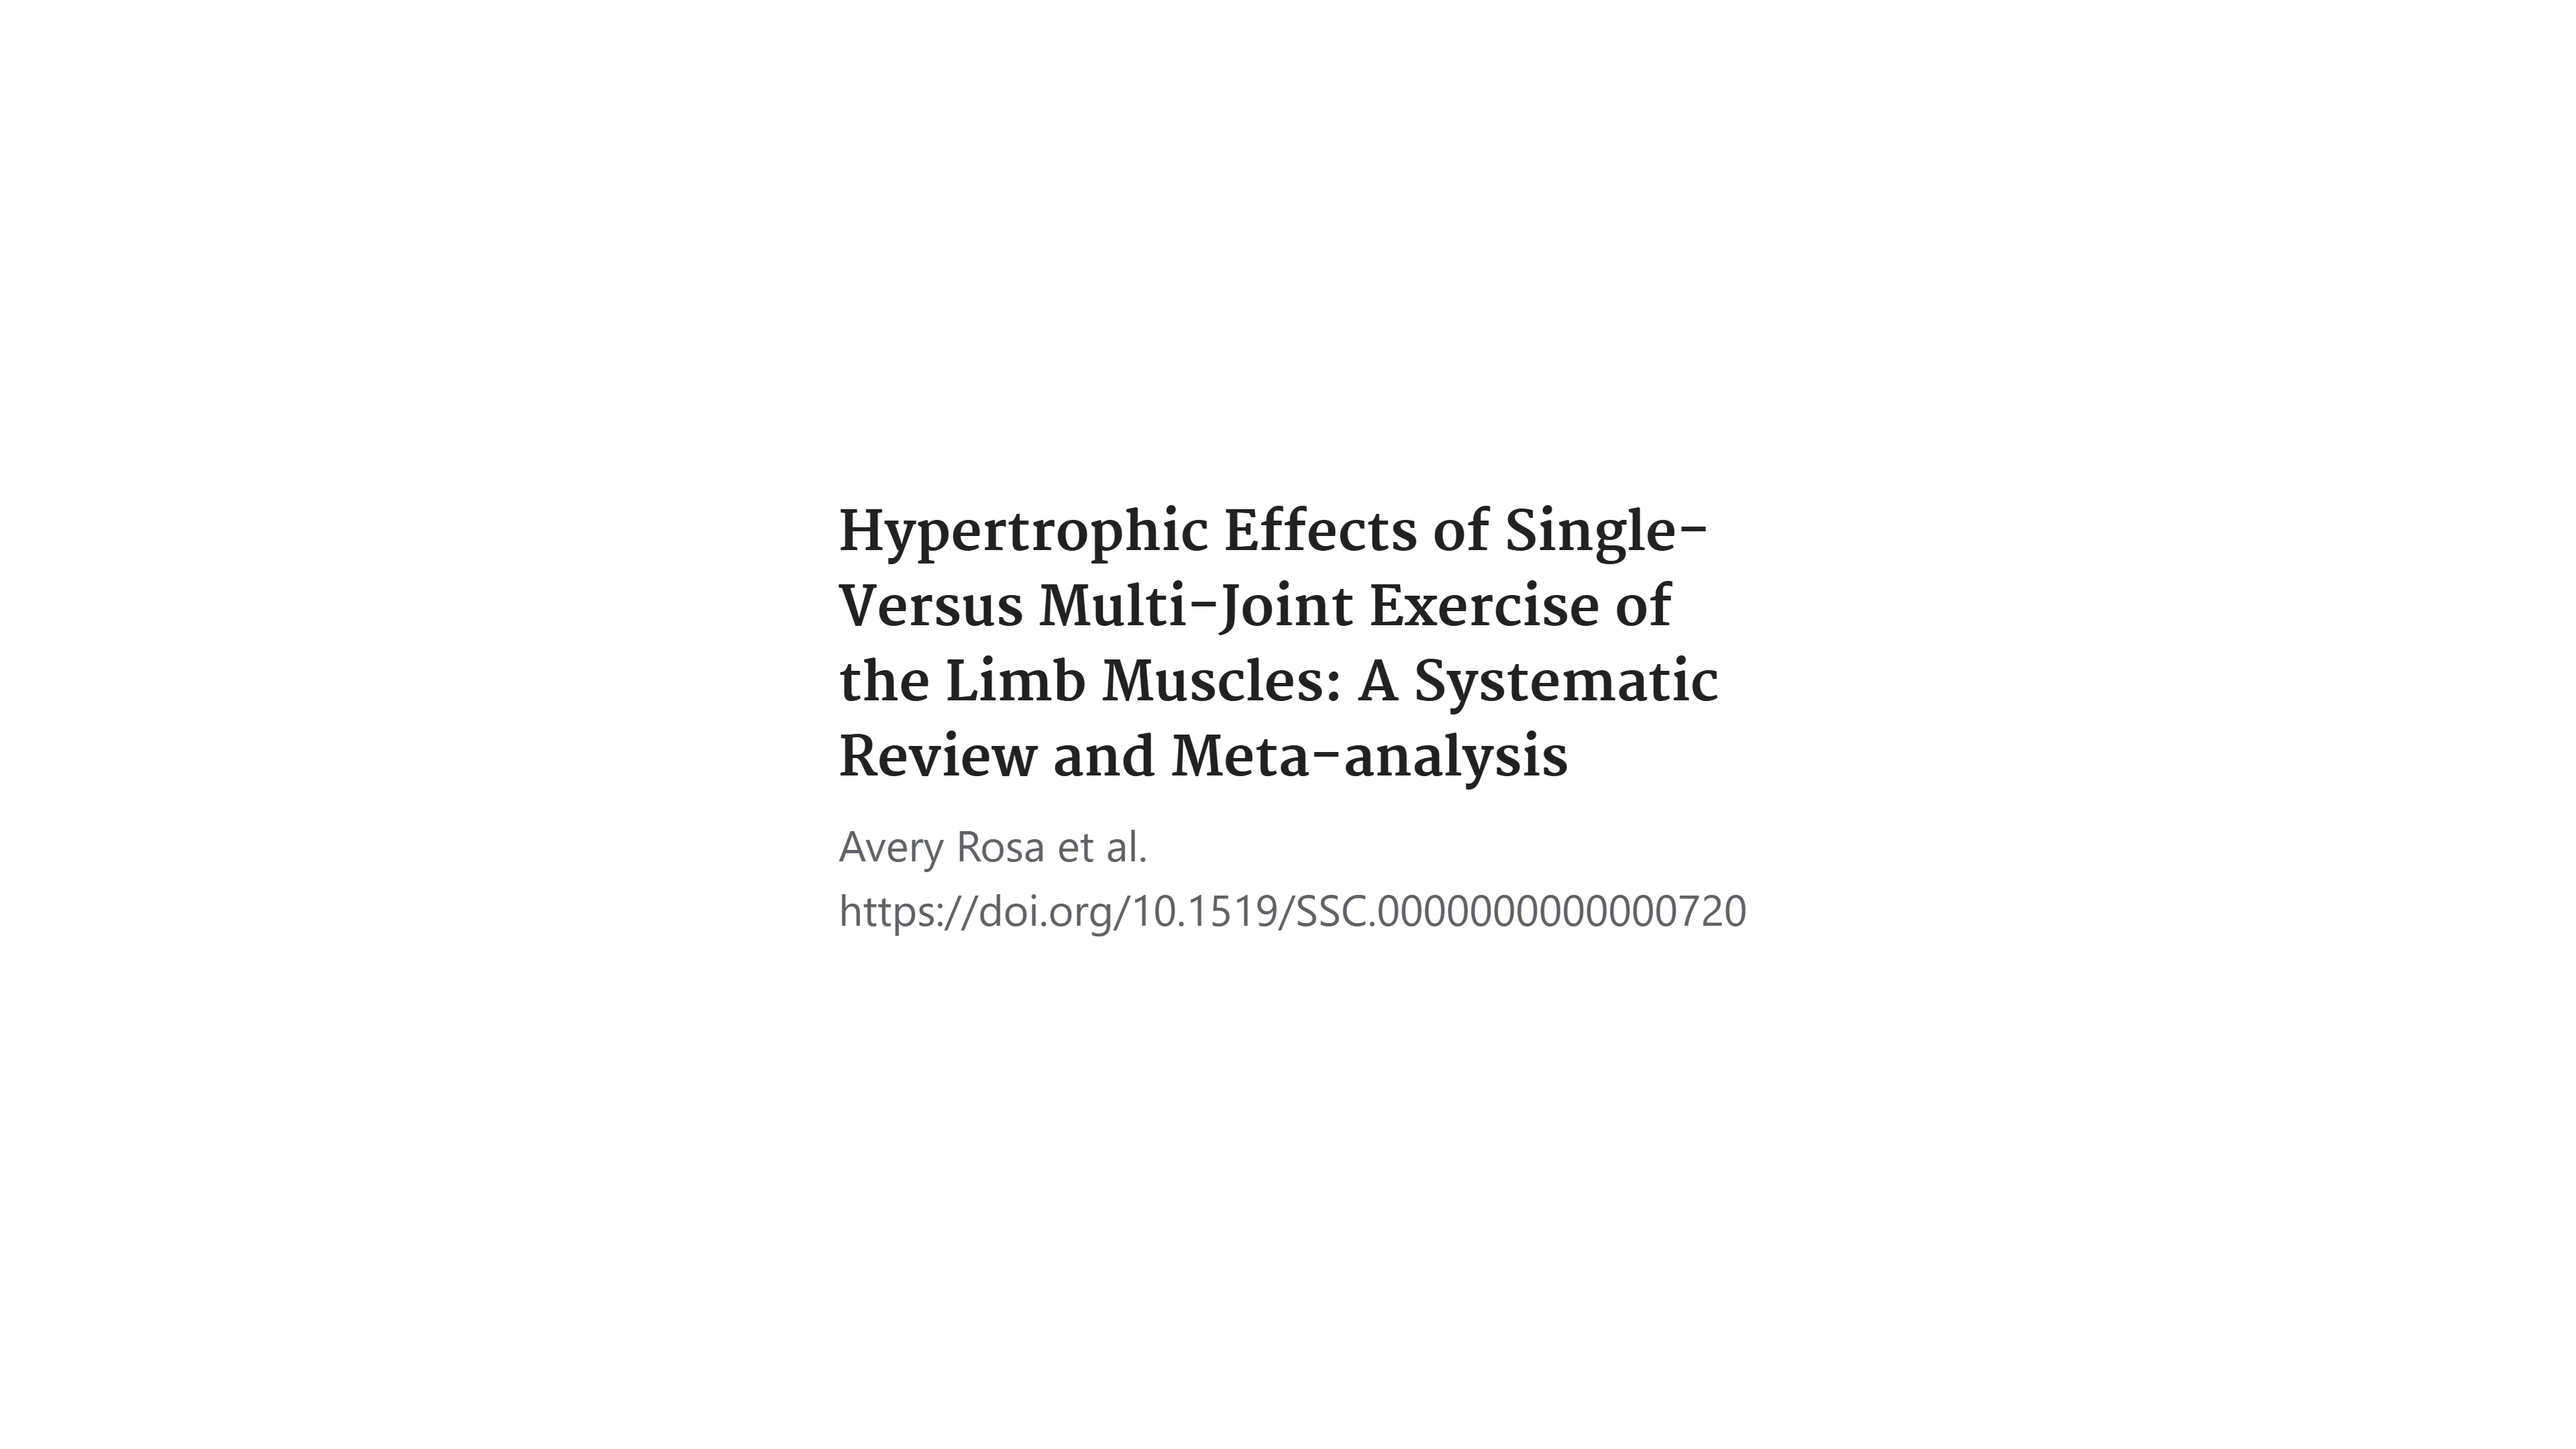 Hypertrophic Effects of Single-
Versus Multi-Joint Exercise of
the Limb Muscles: A Systematic
Review and Meta-analysis
Avery Rosa et al.
https://doi.org/10.1519/SSC.0000000000000720